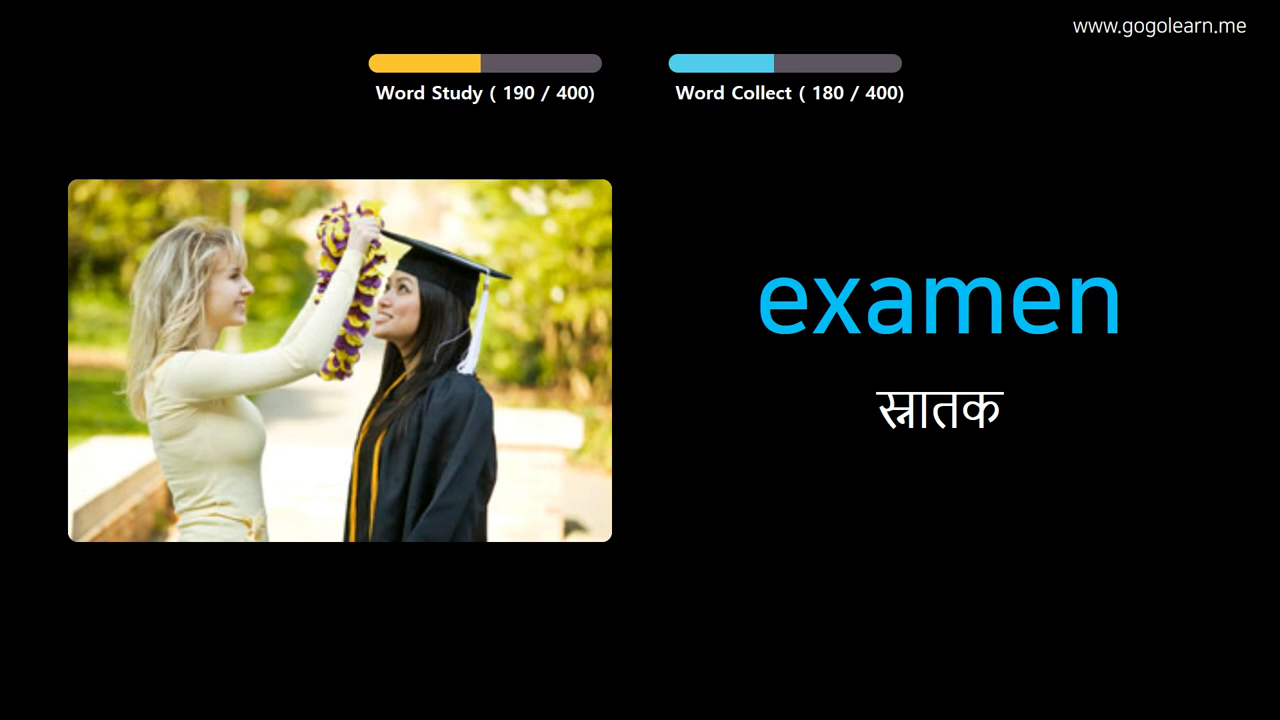 www.gogolearn.me
Word Study ( 190 / 400)
Word Collect ( 180 / 400)
examen
स्नातक